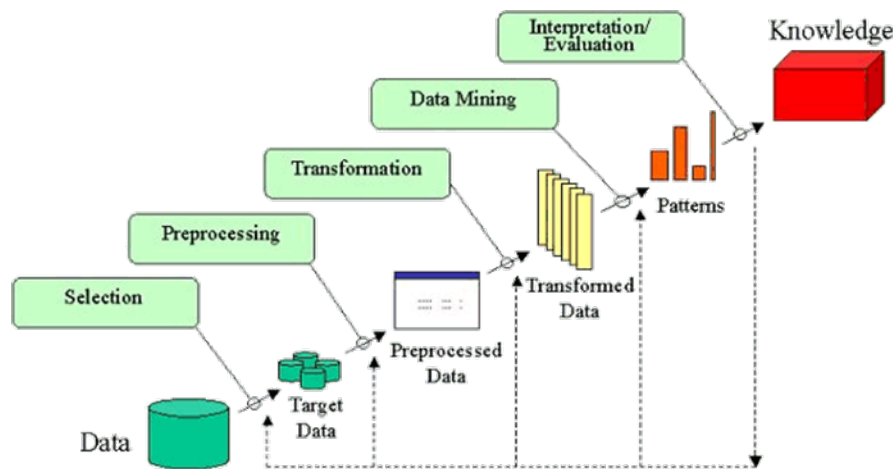 Interpretation/
Evaluation
Knowledge
Data Mining
Transformation
Patterns
Preprocessing
Transformed
Data
Selection
Preprocessed
Data
Target
Data
Data